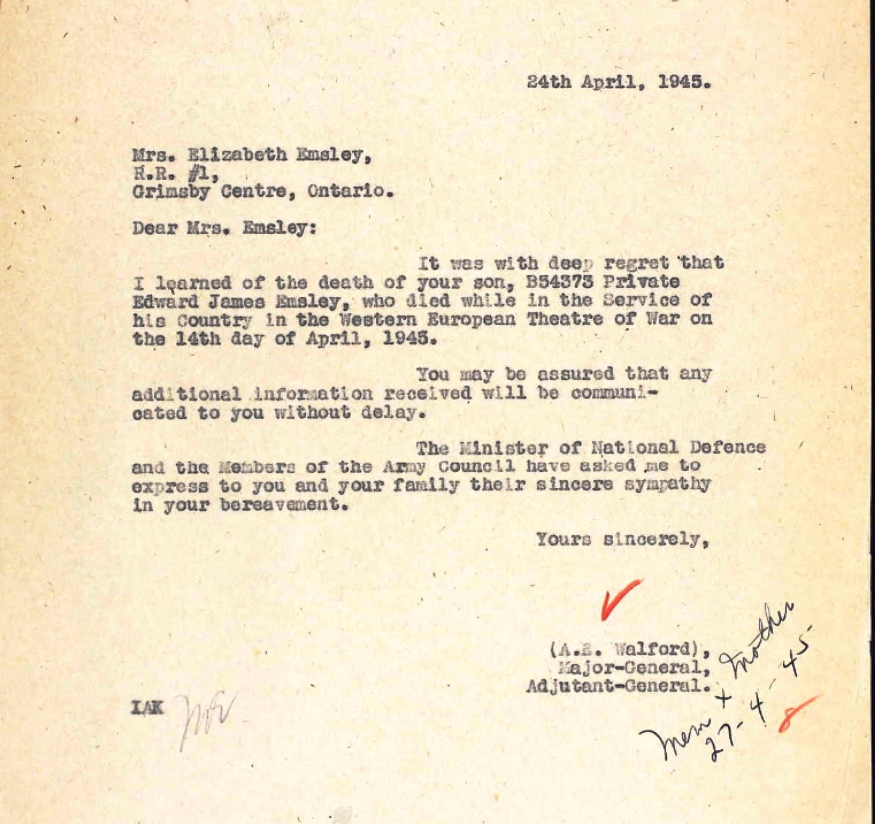 24th April, 1945.
Mrs. Elizabeth Emsley,
R.R. #1,
Grimsby Centre, Ontario.
Dear Mrs. Emsley:
It was with deep regret that
I learned of the death of your son, B54373 Private
Edward James Emsley, who died while in the Service of
his Country in the Western European Theatre of War on
the 14th day of April, 1945.
You may be assured that any
additional information received will be communi-
cated to you without delay.
The Minister of National Defence
and the Members of the Army Council have asked me to
express to you and your family their sincere sympathy
in your bereavement.
Yours sincerely,
(A.E. Walford),
Major-General,
Adjutant-General.
IAK
Mem x Mother
27-4-45-